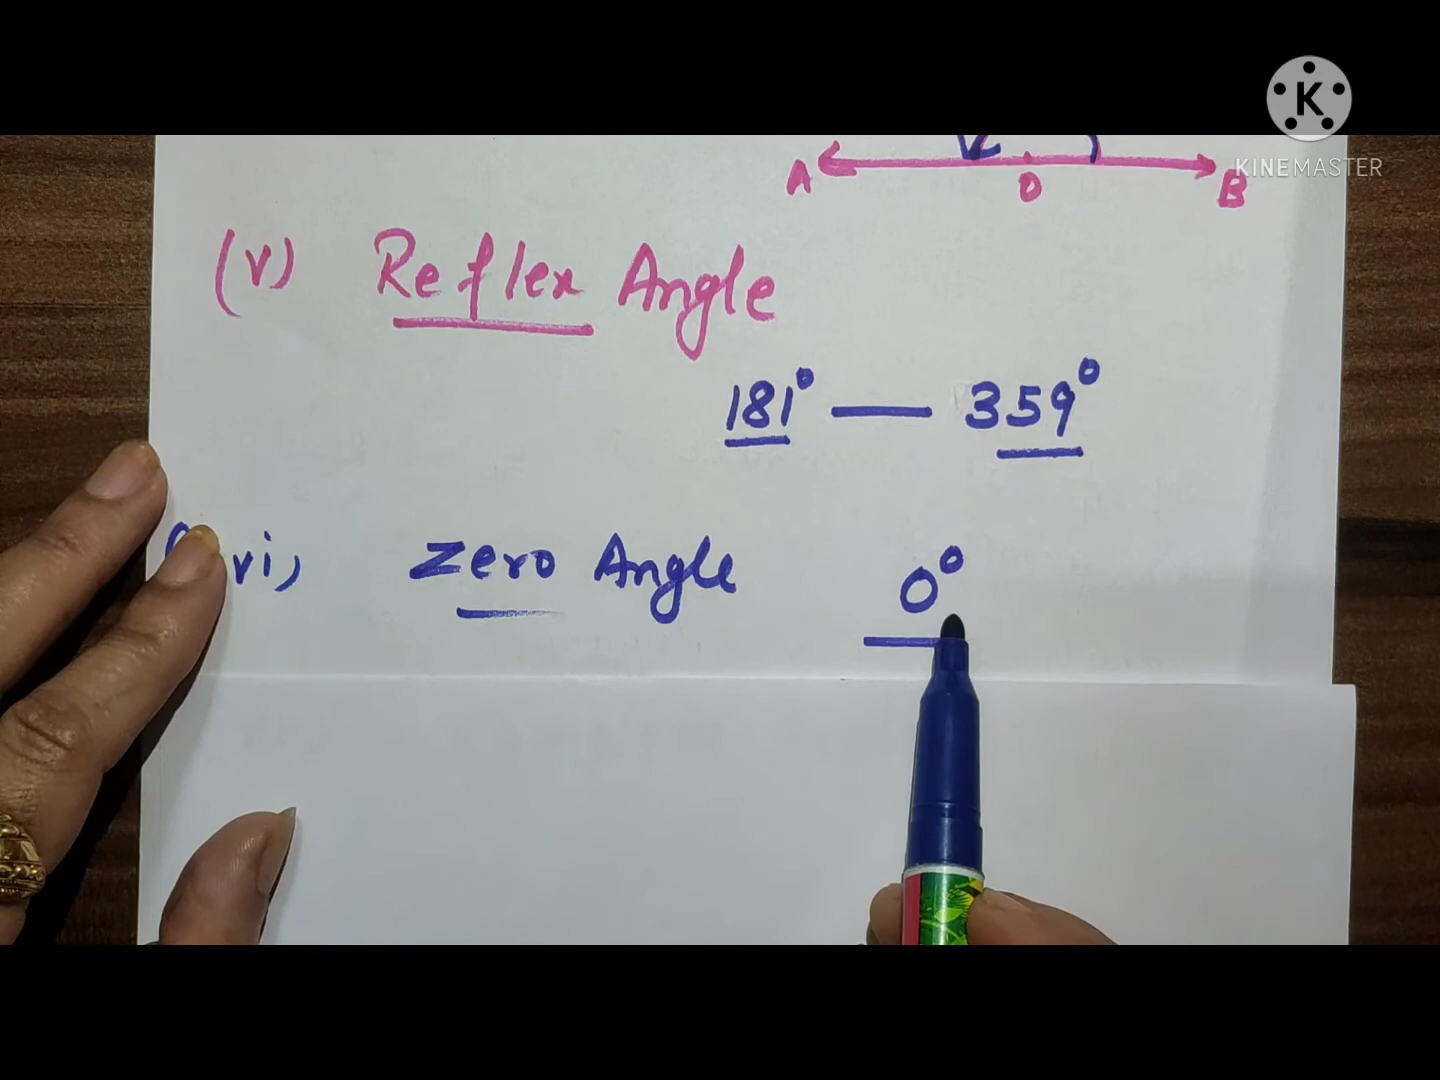 K
KINEMASTER
A O B
(v) Reflex Angle
181° — 359°
(vi) Zero Angle 0°